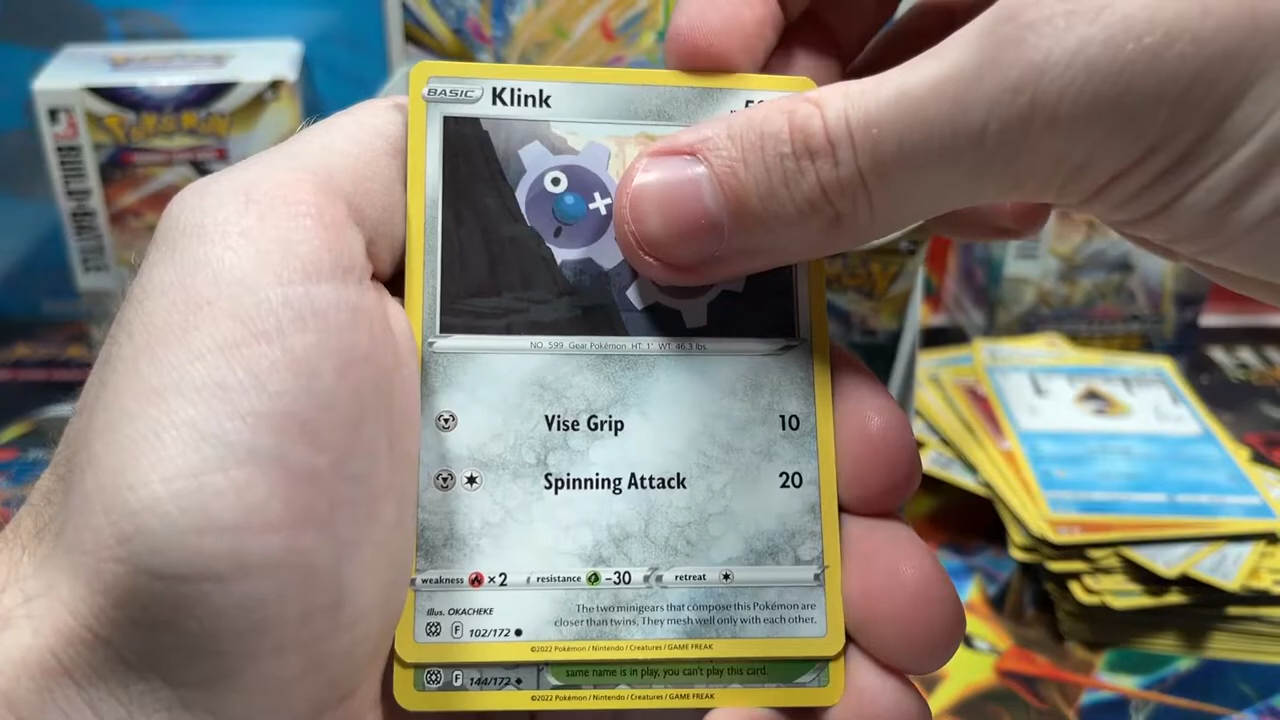 BASIC Klink
NO. 599 Gear Pokémon HT: 1' WT: 46.3 lbs.
Vise Grip 10
Spinning Attack 20
weakness ×2 resistance -30 retreat
Illus. OKACHEKE
The two minigears that compose this Pokémon are
closer than twins. They mesh well only with each other.
F 102/172
©2022 Pokémon / Nintendo / Creatures / GAME FREAK
same name is in play, you can't play this card.
F 144/172
©2022 Pokémon / Nintendo / Creatures / GAME FREAK
POKéMON
BUILD & BATTLE